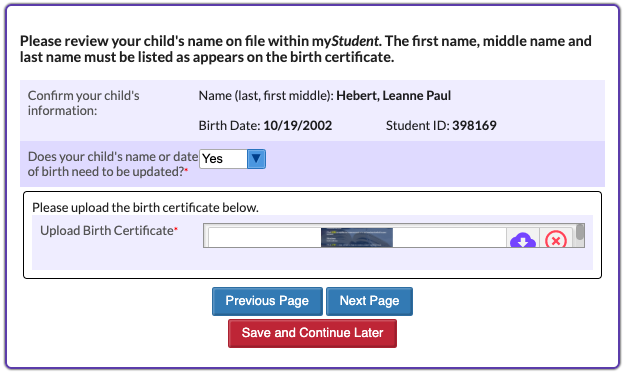 Please review your child's name on file within myStudent. The first name, middle name and
last name must be listed as appears on the birth certificate.
Confirm your child's information:
Name (last, first middle): Hebert, Leanne Paul
Birth Date: 10/19/2002 Student ID: 398169
Does your child's name or date
of birth need to be updated?* Yes
Please upload the birth certificate below.
Upload Birth Certificate*
Previous Page Next Page
Save and Continue Later